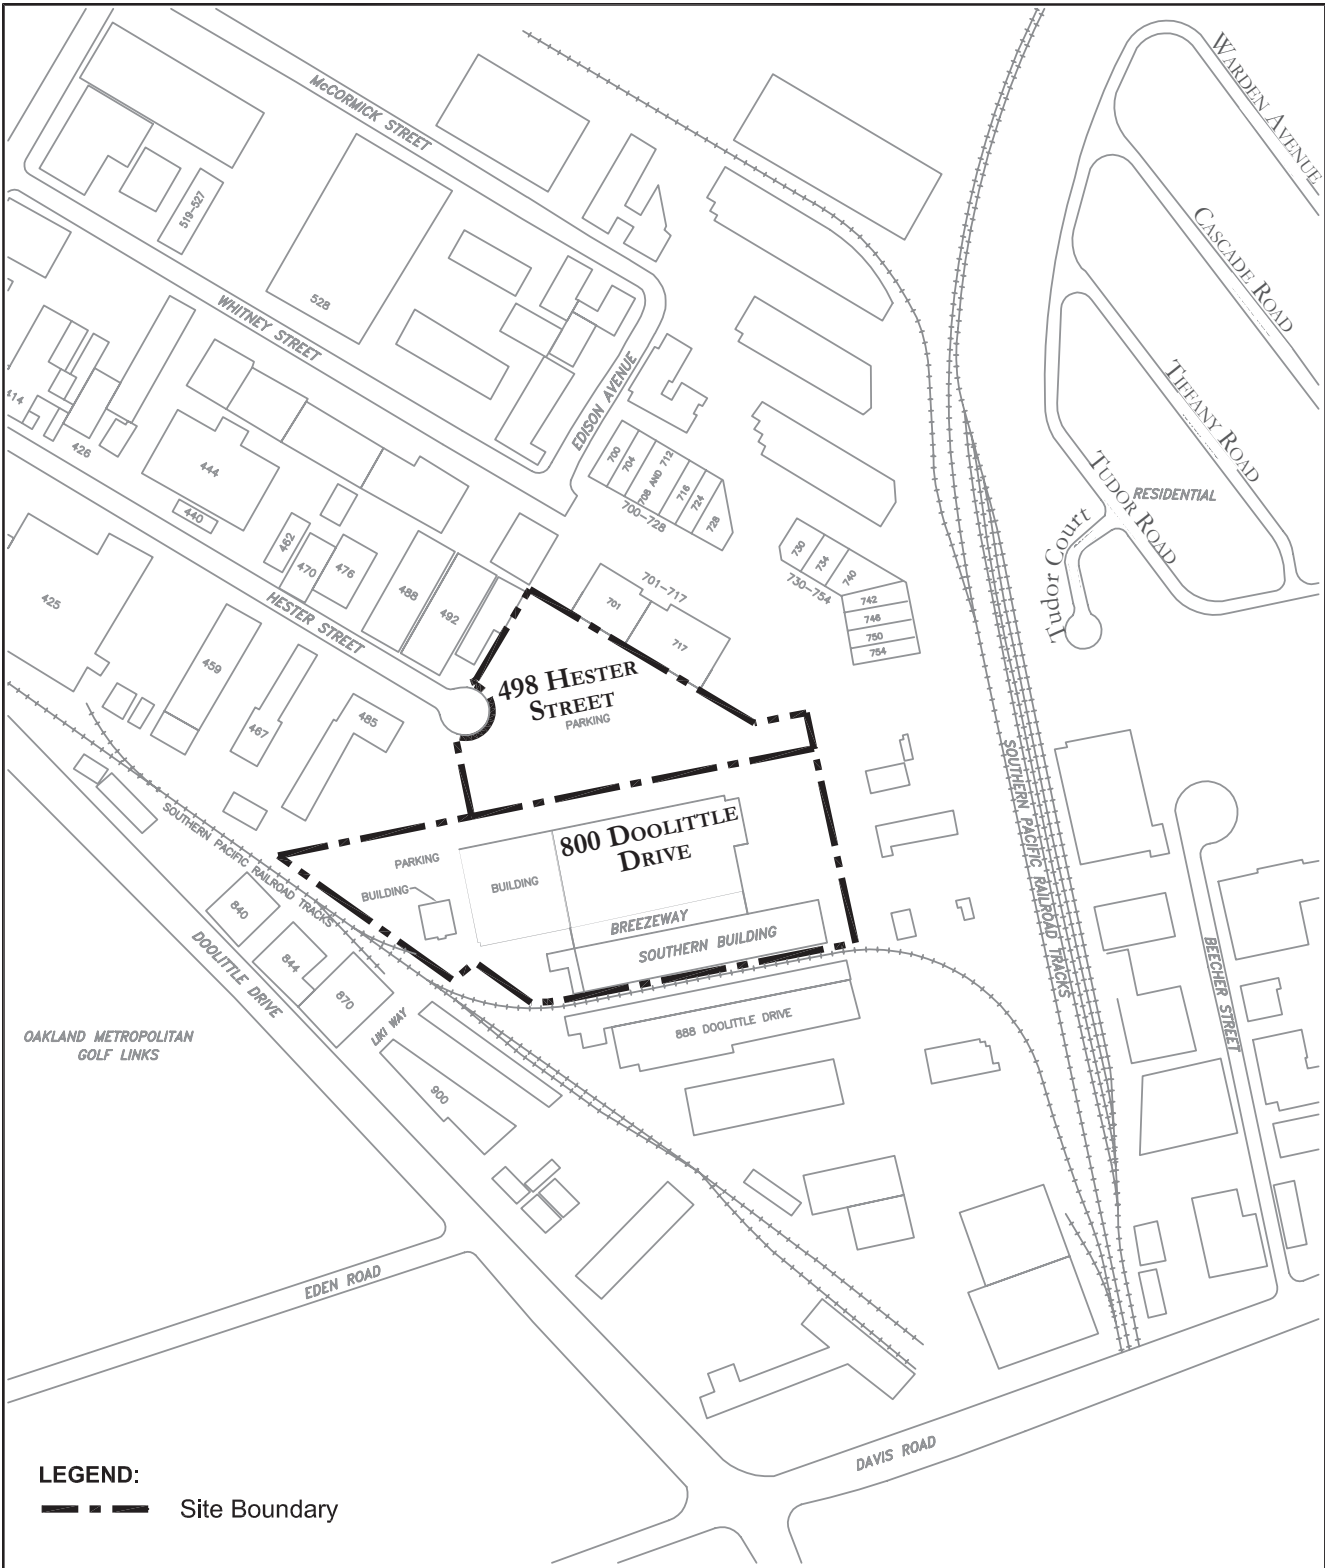 WARDEN AVENUE
McCORMICK STREET
519-527
CASCADE ROAD
528
WHITNEY STREET
EDISON AVENUE
TIFFANY ROAD
414
426
444
440
700
704
708 AND 712
716
724
728
700-728
TUDOR ROAD
RESIDENTIAL
Tudor Court
462
470
476
488
492
730
734
740
730-754
742
746
750
754
701-717
701
717
425
HESTER STREET
459
467
485
498 HESTER
STREET
PARKING
SOUTHERN PACIFIC RAILROAD TRACKS
SOUTHERN PACIFIC RAILROAD TRACKS
800 DOOLITTLE
DRIVE
PARKING
BUILDING
BUILDING
BREEZEWAY
SOUTHERN BUILDING
840
844
870
DOOLITTLE DRIVE
LIKI WAY
888 DOOLITTLE DRIVE
BEECHER STREET
OAKLAND METROPOLITAN
GOLF LINKS
900
EDEN ROAD
DAVIS ROAD
LEGEND:
Site Boundary